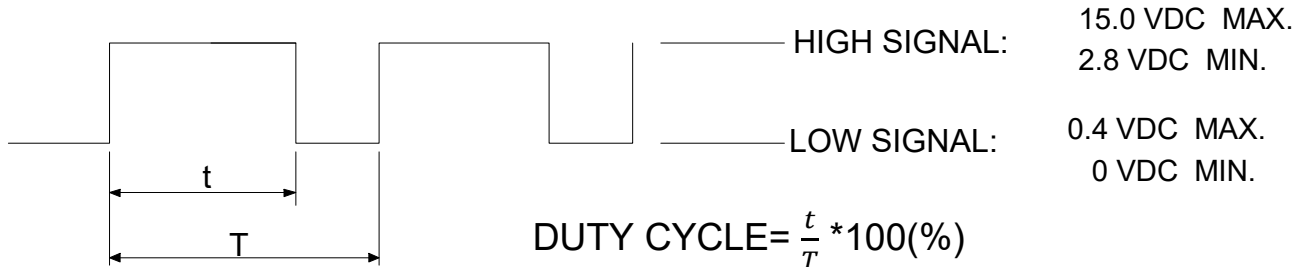 HIGH SIGNAL: 15.0 VDC MAX.
2.8 VDC MIN.
LOW SIGNAL: 0.4 VDC MAX.
0 VDC MIN.
t
T
DUTY CYCLE= t/T *100(%)